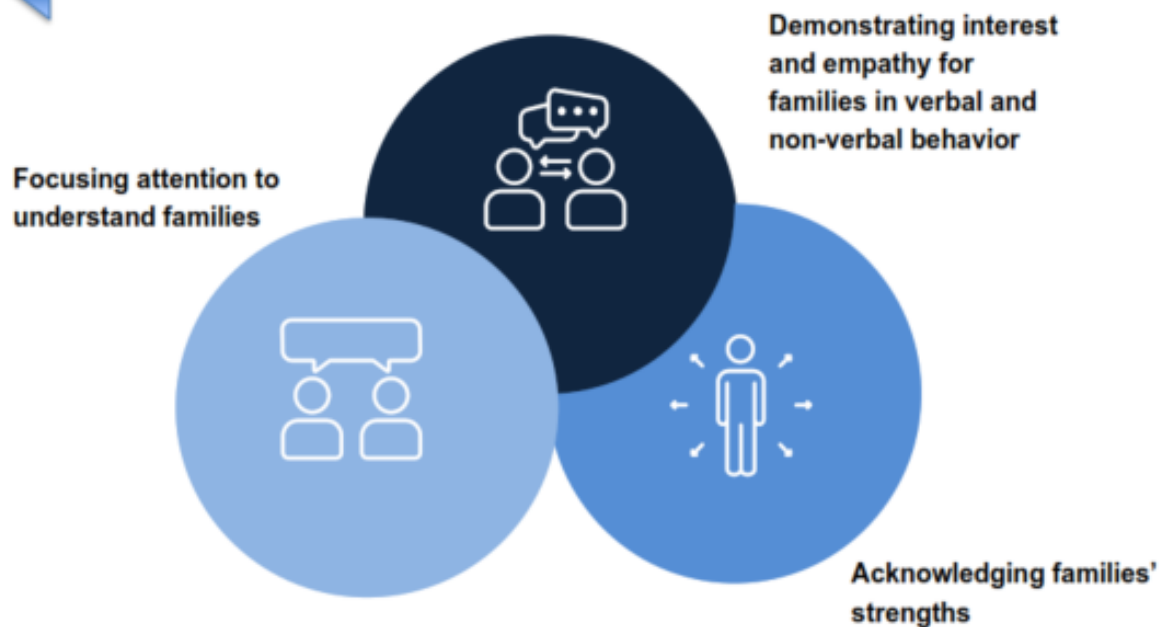 Demonstrating interest
and empathy for
families in verbal and
non-verbal behavior
Focusing attention to
understand families
Acknowledging families’
strengths